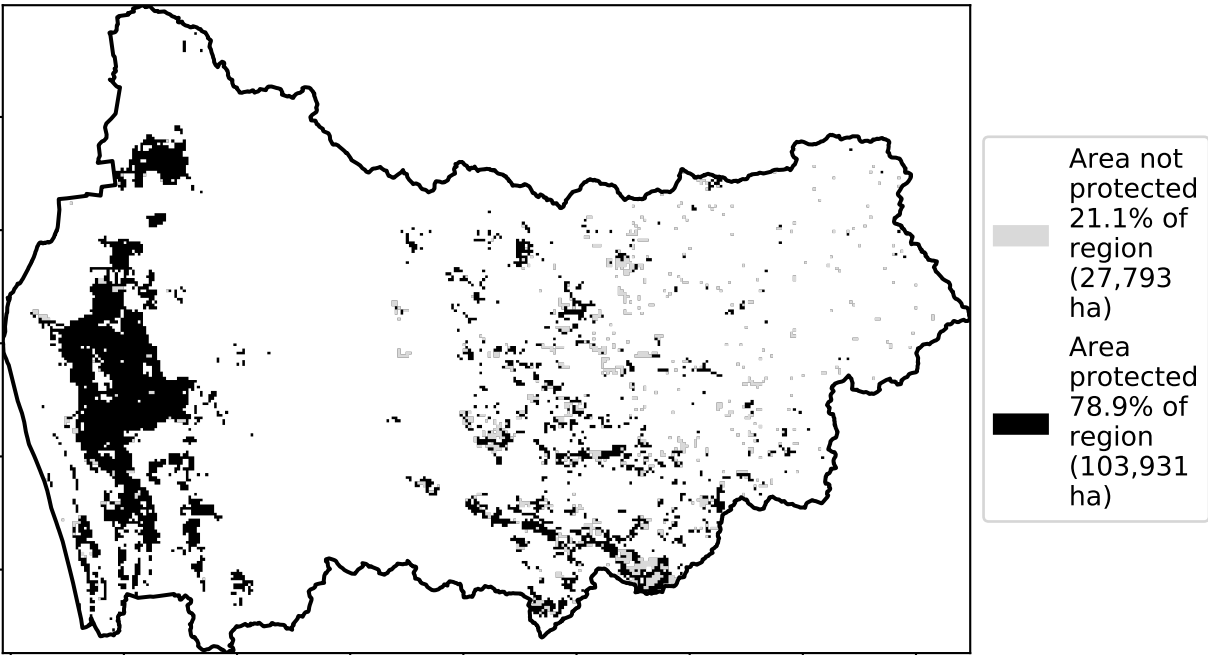 Area not
protected
21.1% of
region
(27,793
ha)
Area
protected
78.9% of
region
(103,931
ha)